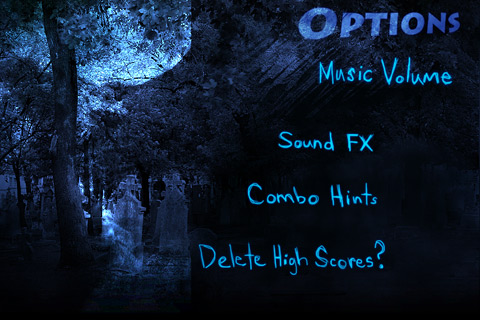 Options
Music Volume
Sound FX
Combo Hints
Delete High Scores?